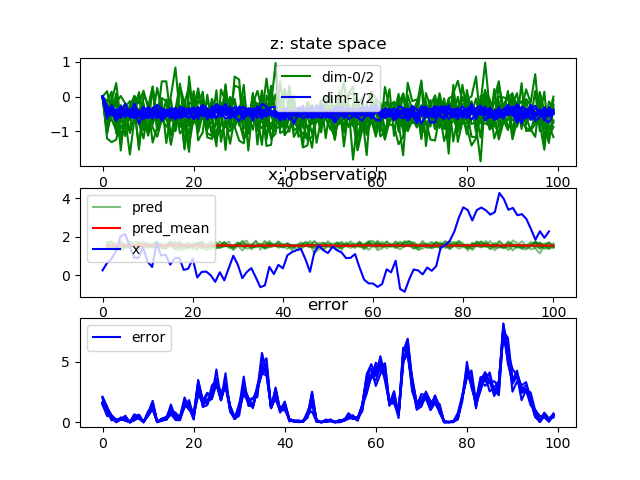 z: state space
1
0
−1
dim-0/2
dim-1/2
0 20 40 60 80 100
x: observation
4
2
0
pred
pred_mean
x
0 20 40 60 80 100
error
5
0
error
0 20 40 60 80 100